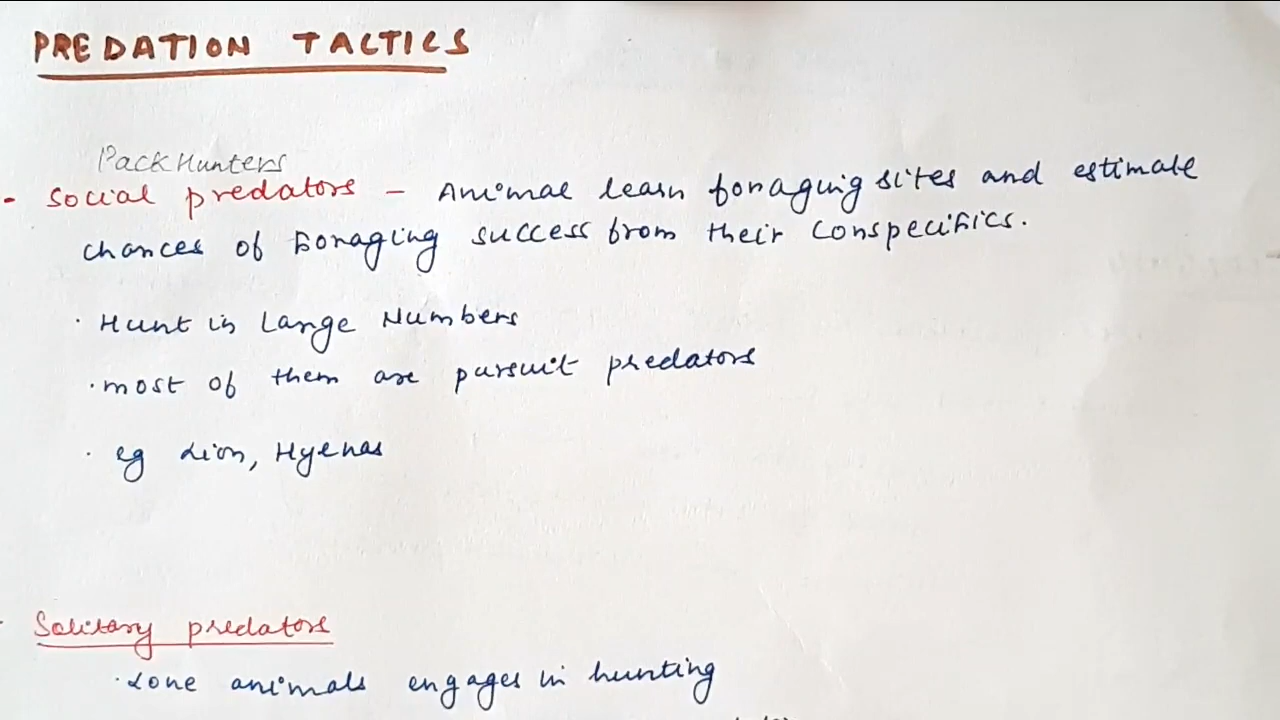 PREDATION TACTICS
Pack Hunters
- Social predators - Animal learn foraging sites and estimate
chances of Foraging success from their conspecifics.
· Hunt in Large Numbers
· most of them are pursuit predators
· eg Lion, Hyenas
- Solitary predators
· Lone animals engages in hunting